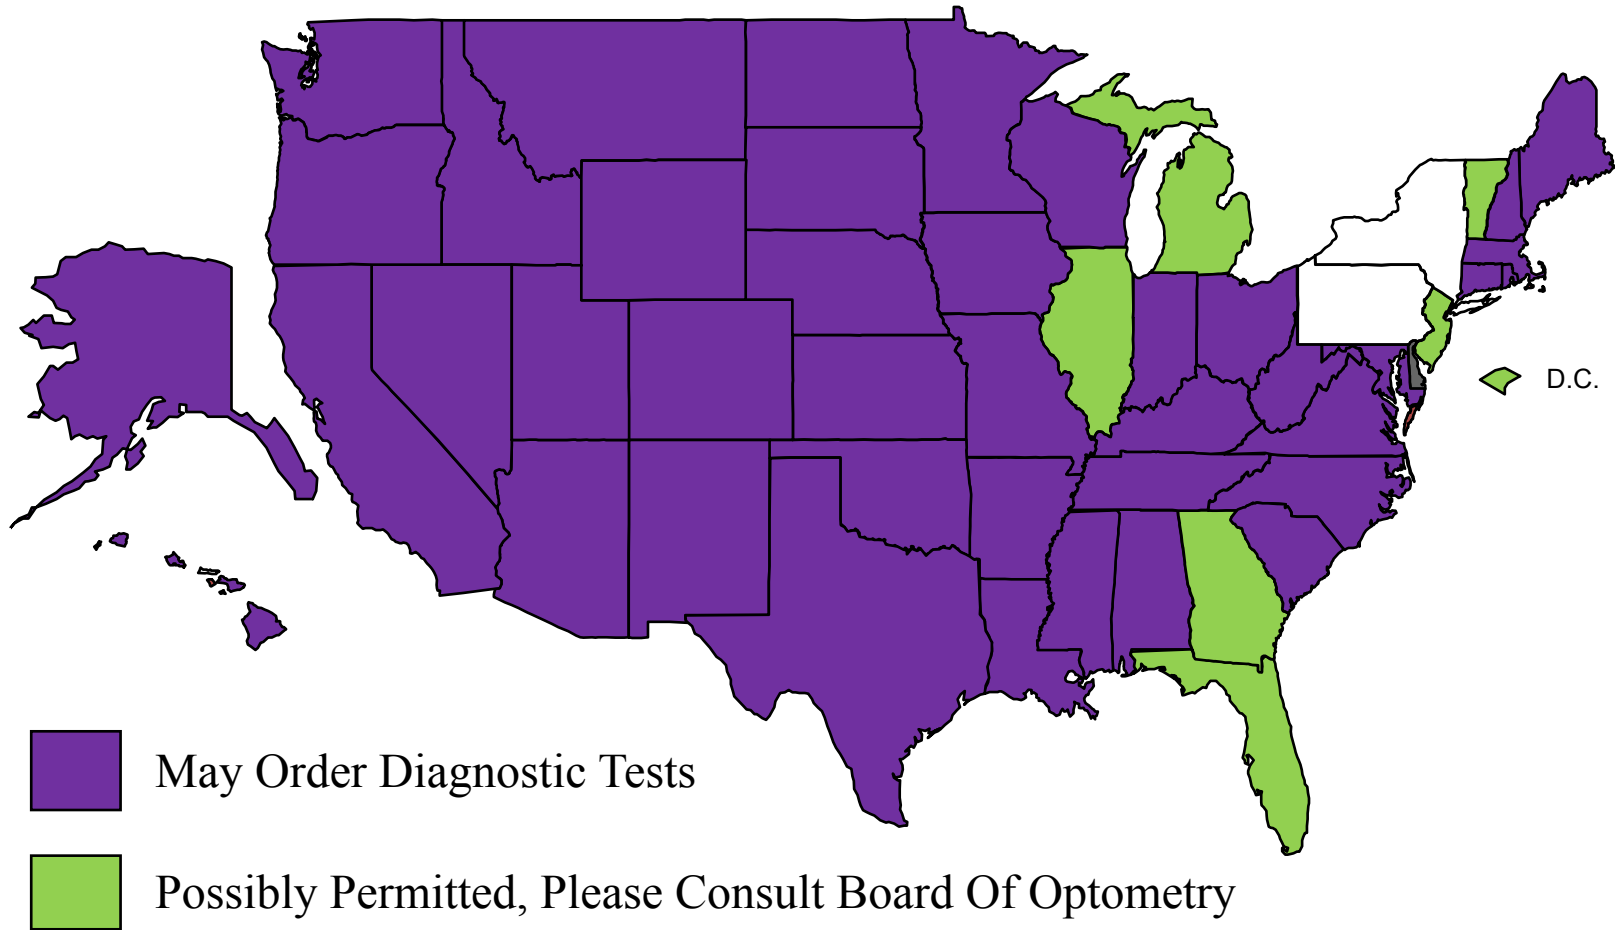 D.C.
May Order Diagnostic Tests
Possibly Permitted, Please Consult Board Of Optometry